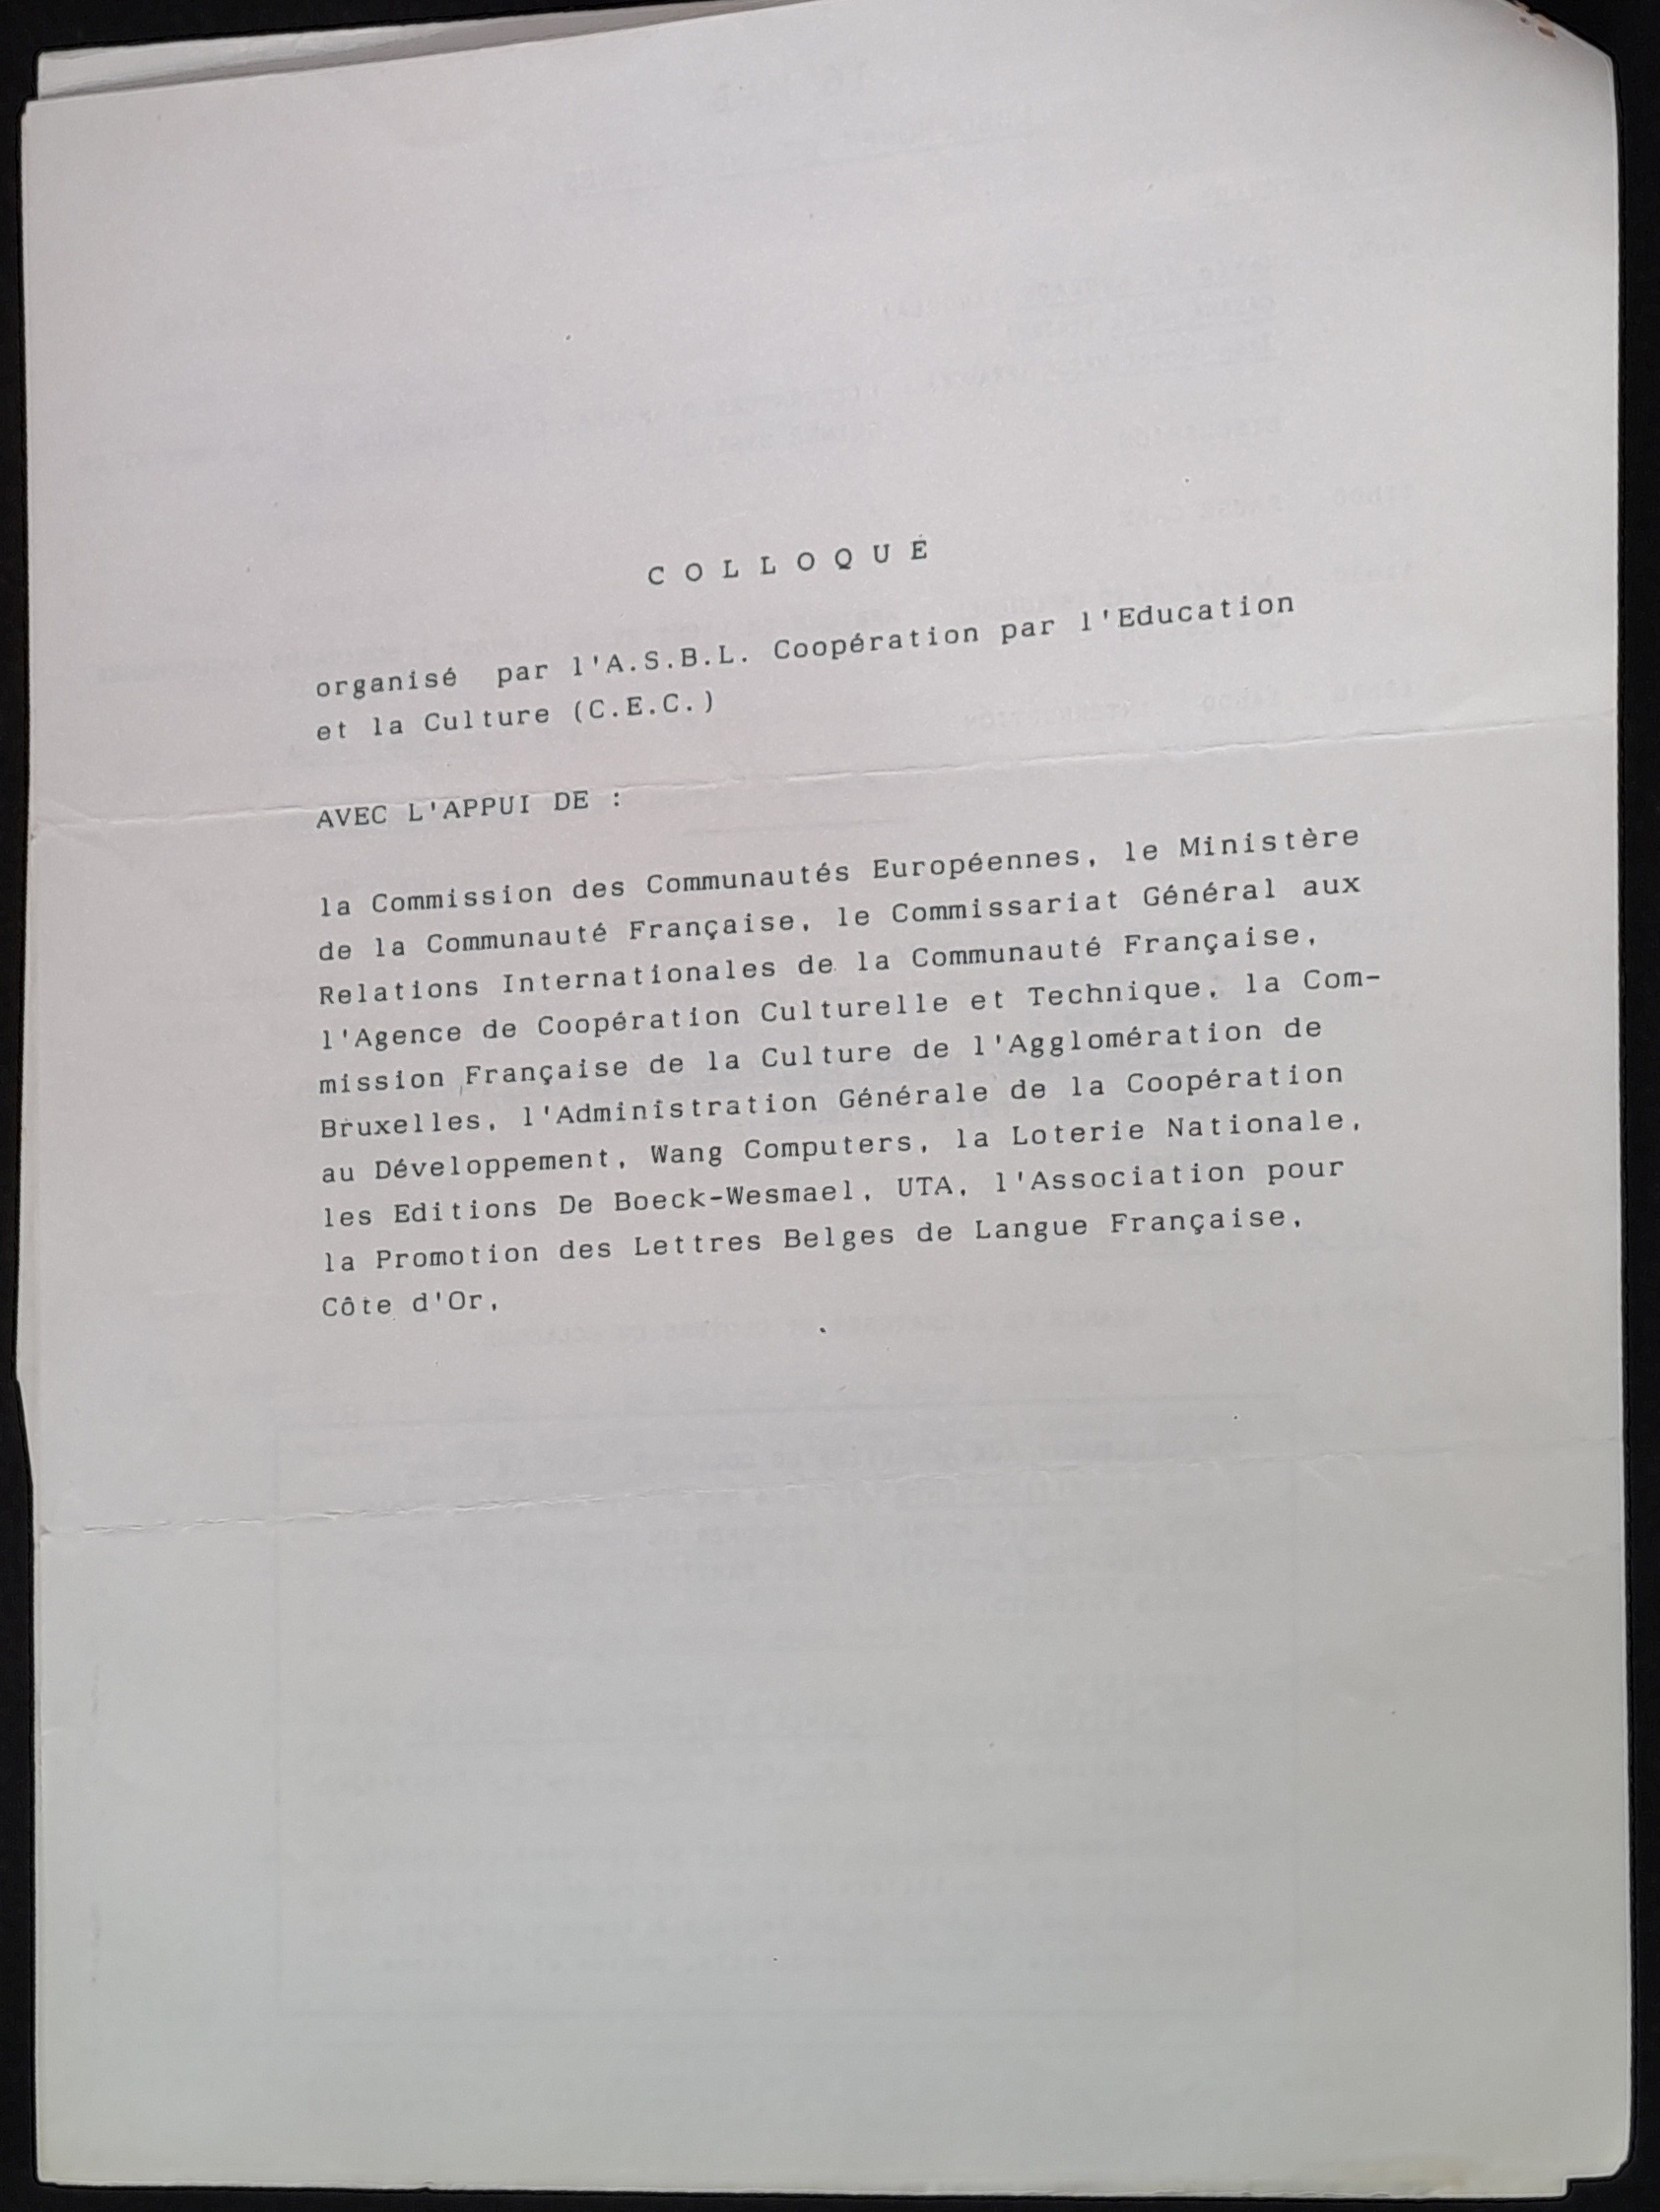 C O L L O Q U E
organisé par l'A.S.B.L. Coopération par l'Education
et la Culture (C.E.C.)
AVEC L'APPUI DE :
la Commission des Communautés Européennes, le Ministère
de la Communauté Française, le Commissariat Général aux
Relations Internationales de la Communauté Française,
l'Agence de Coopération Culturelle et Technique, la Com-
mission Française de la Culture de l'Agglomération de
Bruxelles, l'Administration Générale de la Coopération
au Développement, Wang Computers, la Loterie Nationale,
les Editions De Boeck-Wesmael, UTA, l'Association pour
la Promotion des Lettres Belges de Langue Française,
Côte d'Or,